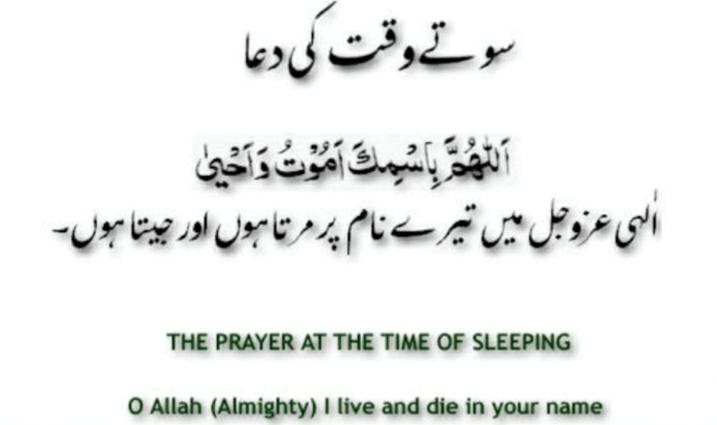 سوتے وقت کی دعا
اَللّٰھُمَّ بِاسْمِكَ اَمُوْتُ وَاَحْیٰی
الٰہی عزوجل میں تیرے نام پر مرتا ہوں اور جیتا ہوں۔
THE PRAYER AT THE TIME OF SLEEPING
O Allah (Almighty) I live and die in your name